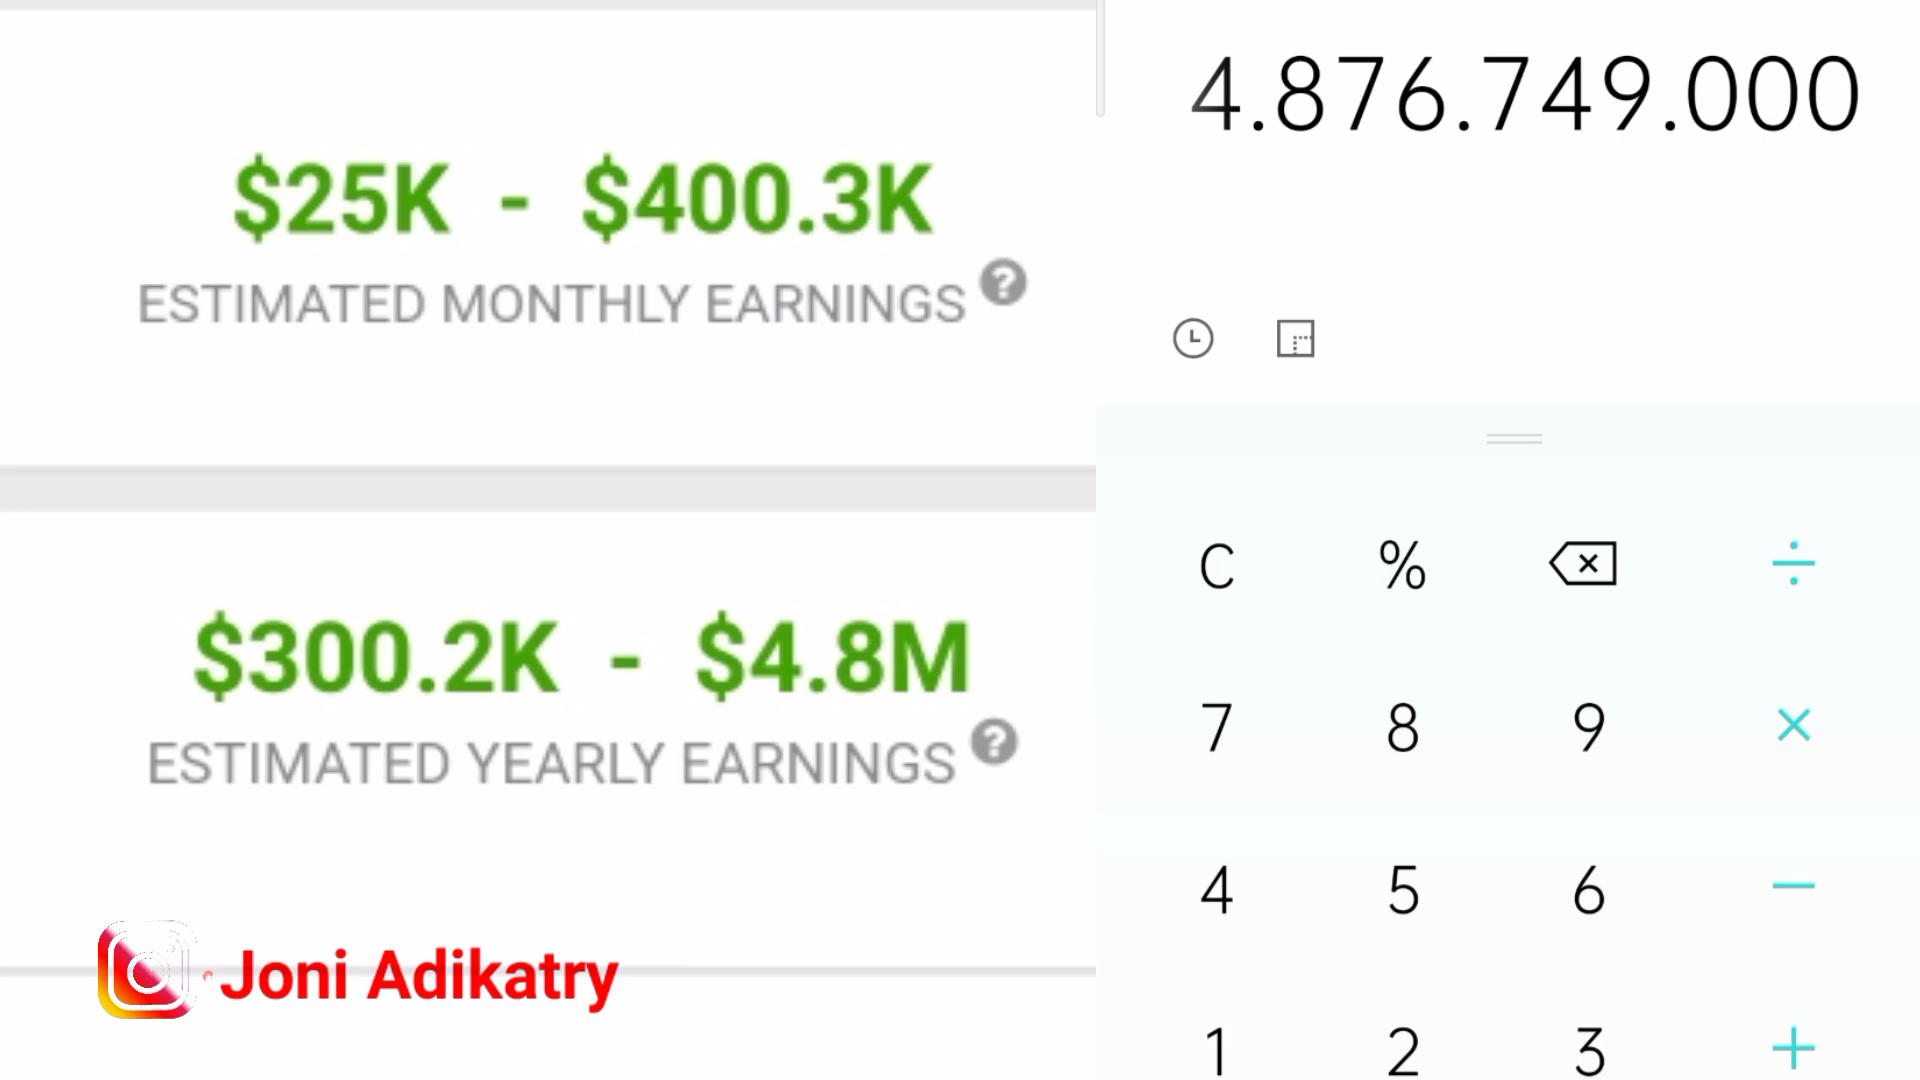 $25K - $400.3K
ESTIMATED MONTHLY EARNINGS ?
$300.2K - $4.8M
ESTIMATED YEARLY EARNINGS ?
Joni Adikatry
4.876.749.000
C % ÷
7 8 9 ×
4 5 6 −
1 2 3 +